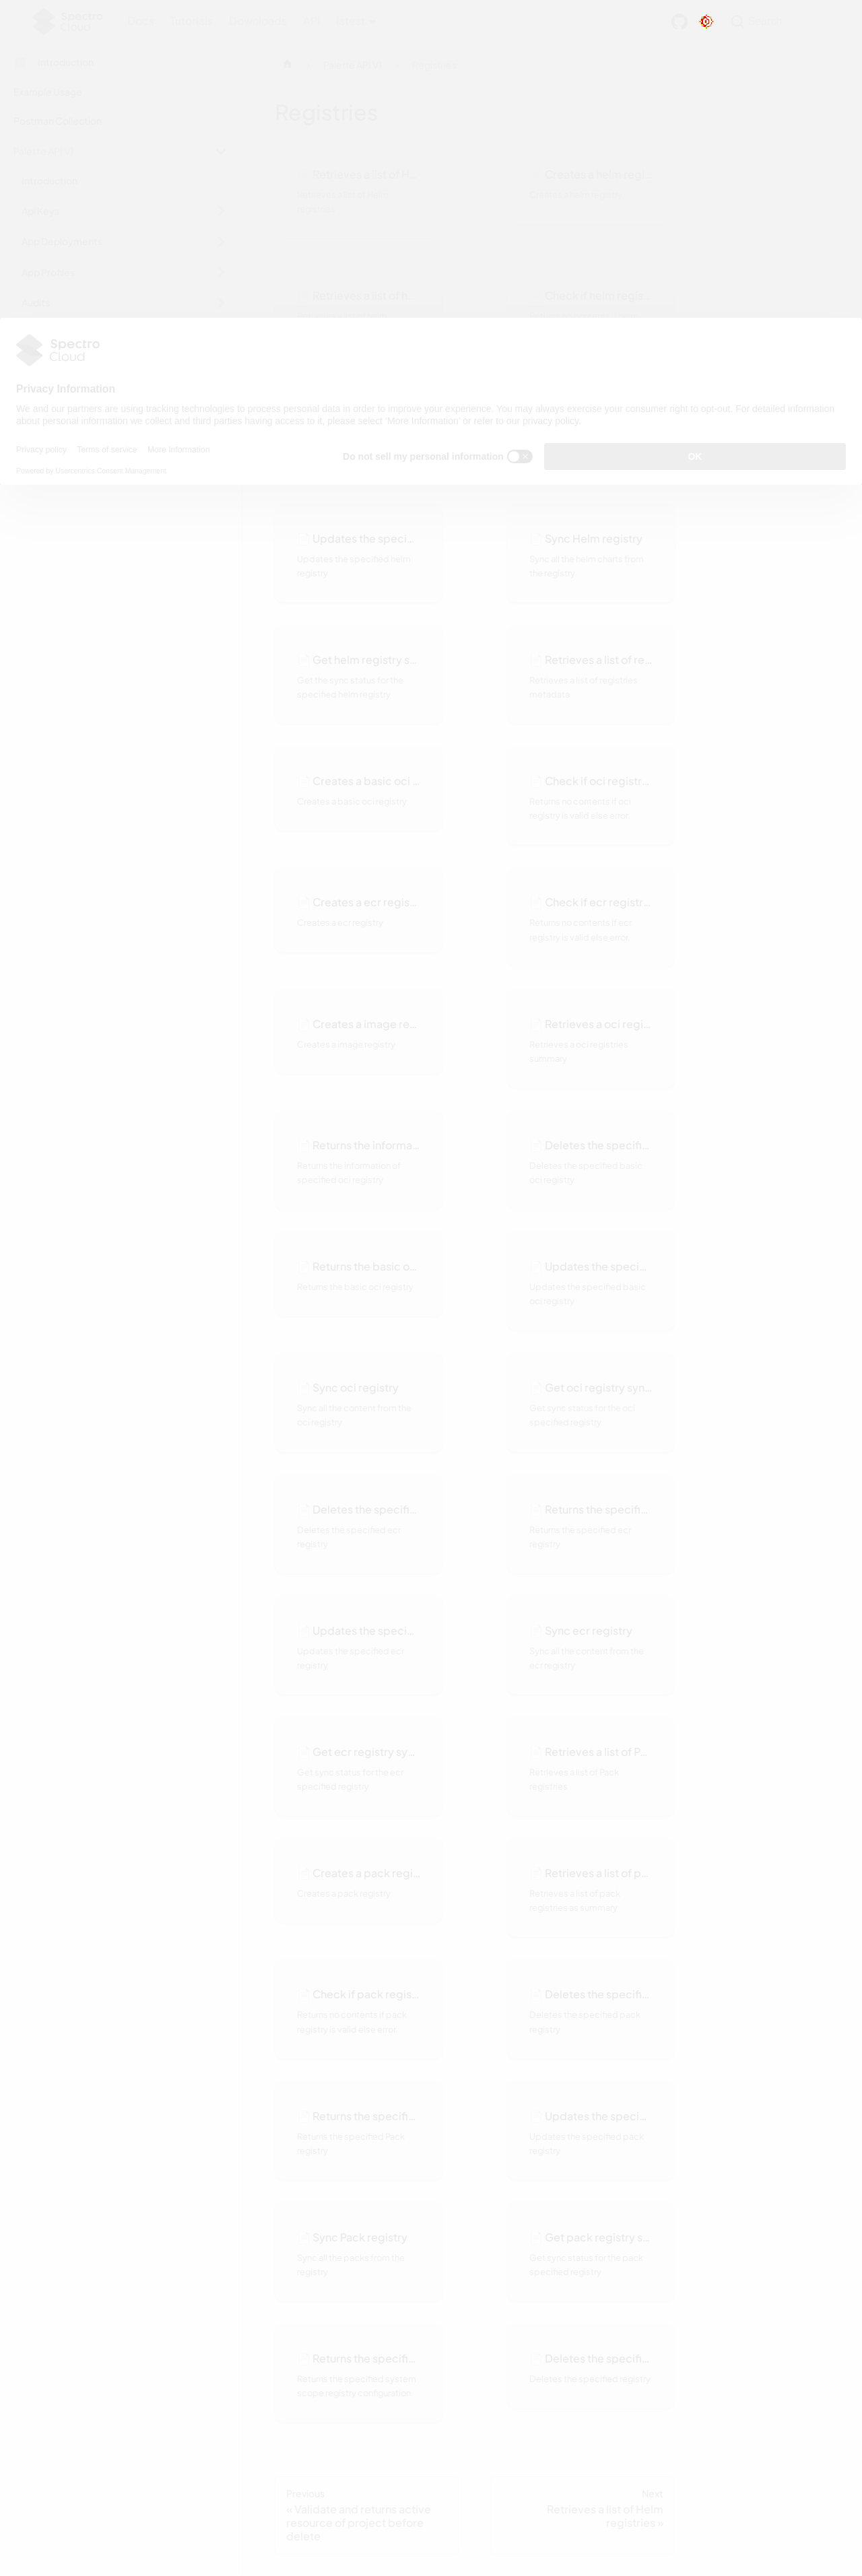 Spectro
Cloud
Introduction
Registries
Introduction
App Deployments
App Profiles
Audits
Retrieves a list of H...
Creates a helm regi...
Spectro
Cloud
Privacy Information
We and our partners are using tracking technologies to process personal data in order to improve your experience. You may always exercise your consumer right to opt-out. For detailed information
about personal information we collect and third parties having access to it, please select 'More Information' or refer to our privacy policy.
Privacy policy
Terms of service
More Information
Do not sell my personal information
OK
Powered by Usercentrics Consent Management
Updates the speci...
Updates the specified helm
registry
Sync Helm registry
Sync all the helm charts from
the registry
Get helm registry s...
Get the sync status for the
specified helm registry
Retrieves a list of re...
Retrieves a list of registries
metadata
Creates a basic oci ...
Creates a basic oci registry
Check if oci registr...
Returns no contents if oci
registry is valid else error.
Creates a ecr regis...
Creates a ecr registry
Check if ecr registr...
Returns no contents if ecr
registry is valid else error.
Creates a image re...
Creates a image registry
Retrieves a oci regi...
Retrieves a oci registries
summary
Returns the informa...
Returns the information of
specified oci registry
Deletes the specifi...
Deletes the specified basic
oci registry
Returns the basic o...
Returns the basic oci registry
Updates the speci...
Updates the specified basic
oci registry
Sync oci registry
Sync all the content from the
oci registry
Get oci registry syn...
Get sync status for the oci
specified registry
Deletes the specifi...
Deletes the specified ecr
registry
Returns the specifi...
Returns the specified ecr
registry
Updates the speci...
Updates the specified ecr
registry
Sync ecr registry
Sync all the content from the
ecr registry
Get ecr registry sy...
Get sync status for the ecr
specified registry
Retrieves a list of P...
Retrieves a list of Pack
registries
Creates a pack regi...
Creates a pack registry
Retrieves a list of p...
Retrieves a list of pack
registries as summary
Check if pack regis...
Returns no contents if pack
registry is valid else error
Deletes the specifi...
Deletes the specified pack
registry
Returns the specifi...
Returns the specified Pack
registry
Updates the speci...
Updates the specified pack
registry
Sync Pack registry
Sync all the packs from the
registry
Get pack registry s...
Get sync status for the pack
specified registry
Returns the specifi...
Returns the specified system
scope registry configuration
Deletes the specifi...
Deletes the specified registry
Previous
« Validate and returns active
resource of project before
delete
Next
Retrieves a list of Helm
registries »